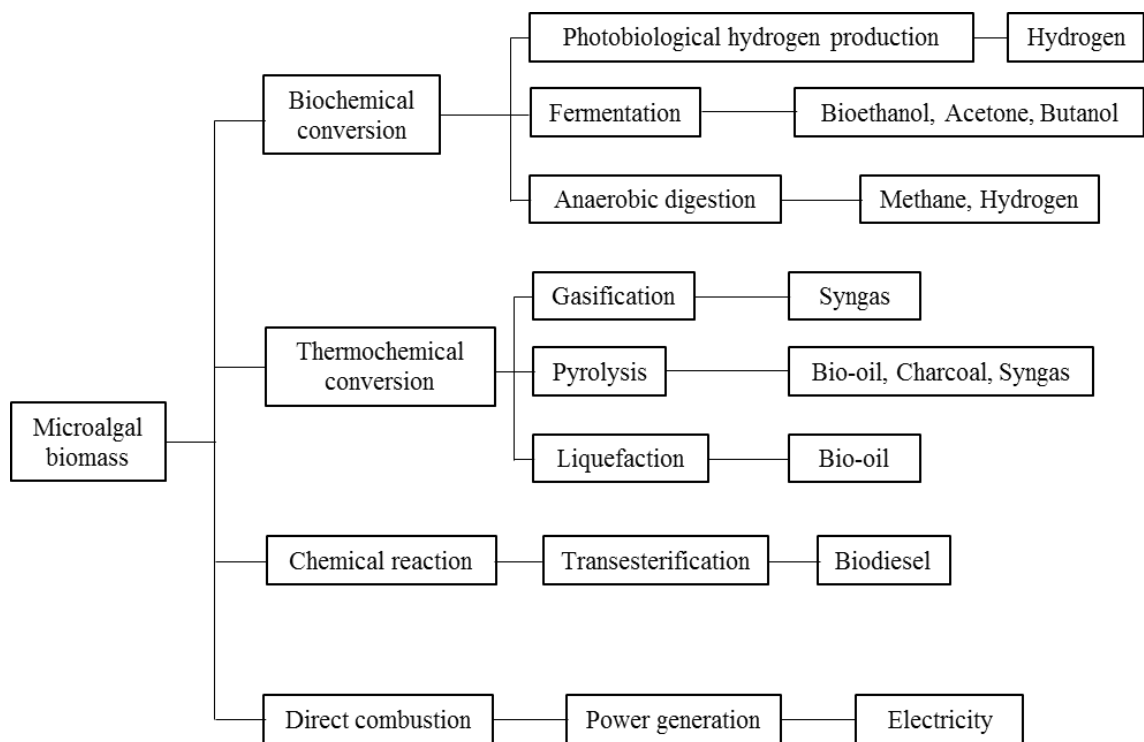 Photobiological hydrogen production
Hydrogen
Biochemical
conversion
Fermentation
Bioethanol, Acetone, Butanol
Anaerobic digestion
Methane, Hydrogen
Gasification
Syngas
Thermochemical
conversion
Pyrolysis
Bio-oil, Charcoal, Syngas
Microalgal
biomass
Liquefaction
Bio-oil
Chemical reaction
Transesterification
Biodiesel
Direct combustion
Power generation
Electricity